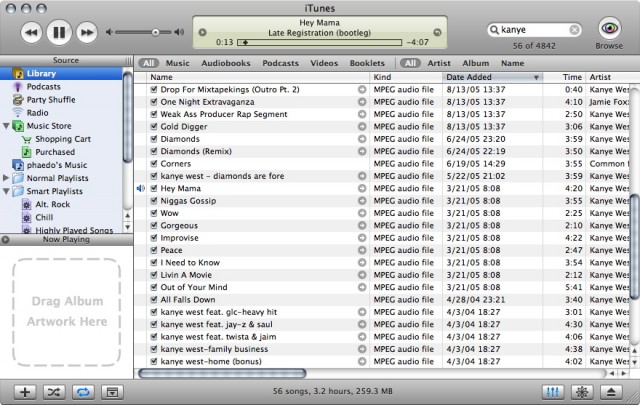 iTunes
Hey Mama
Late Registration (bootleg)
0:13
-4:07
kanye
56 of 4842
Browse
Source
Library
Podcasts
Party Shuffle
Radio
Music Store
Shopping Cart
Purchased
phaedo's Music
Normal Playlists
Smart Playlists
Alt. Rock
Chill
Highly Played Songs
Now Playing
Drag Album
Artwork Here
All Music Audiobooks Podcasts Videos Booklets All Artist Album Name
Name Kind Date Added Time Artist
Drop For Mixtapekings (Outro Pt. 2) MPEG audio file 8/13/05 13:37 0:40 Kanye Wes
One Night Extravaganza MPEG audio file 8/13/05 13:37 4:10 Jamie Fox
Weak Ass Producer Rap Segment MPEG audio file 8/13/05 13:37 2:50 Kanye Wes
Gold Digger MPEG audio file 8/13/05 13:37 3:06 Kanye Wes
Diamonds MPEG audio file 6/24/05 23:20 3:59 Kanye Wes
Diamonds (Remix) MPEG audio file 6/24/05 22:19 3:50 Kanye Wes
Corners MPEG audio file 6/19/05 14:29 3:55 Common f
kanye west - diamonds are fore MPEG audio file 5/22/05 21:02 3:59 Kanye Wes
Hey Mama MPEG audio file 3/21/05 8:08 4:20 Kanye Wes
Niggas Gossip MPEG audio file 3/21/05 8:08 3:55 Kanye Wes
Wow MPEG audio file 3/21/05 8:08 2:25 Kanye Wes
Gorgeous MPEG audio file 3/21/05 8:08 2:10 Kanye Wes
Improvise MPEG audio file 3/21/05 8:08 4:22 Kanye Wes
Peace MPEG audio file 3/21/05 8:08 2:47 Kanye Wes
I Need to Know MPEG audio file 3/21/05 8:08 3:54 Kanye Wes
Livin A Movie MPEG audio file 3/21/05 8:08 2:12 Kanye Wes
Out of Your Mind MPEG audio file 3/21/05 8:08 5:41 Kanye Wes
All Falls Down MPEG audio file 4/28/04 23:21 3:40 Kanye Wes
kanye west feat. glc-heavy hit MPEG audio file 4/3/04 18:27 3:01 Kanye Wes
kanye west feat. jay-z & saul MPEG audio file 4/3/04 18:27 4:30 Kanye Wes
kanye west feat. twista & jaim MPEG audio file 4/3/04 18:27 4:06 Kanye Wes
kanye west-family business MPEG audio file 4/3/04 18:27 4:38 Kanye Wes
kanye west-home (bonus) MPEG audio file 4/3/04 18:27 4:02 Kanye Wes
56 songs, 3.2 hours, 259.3 MB